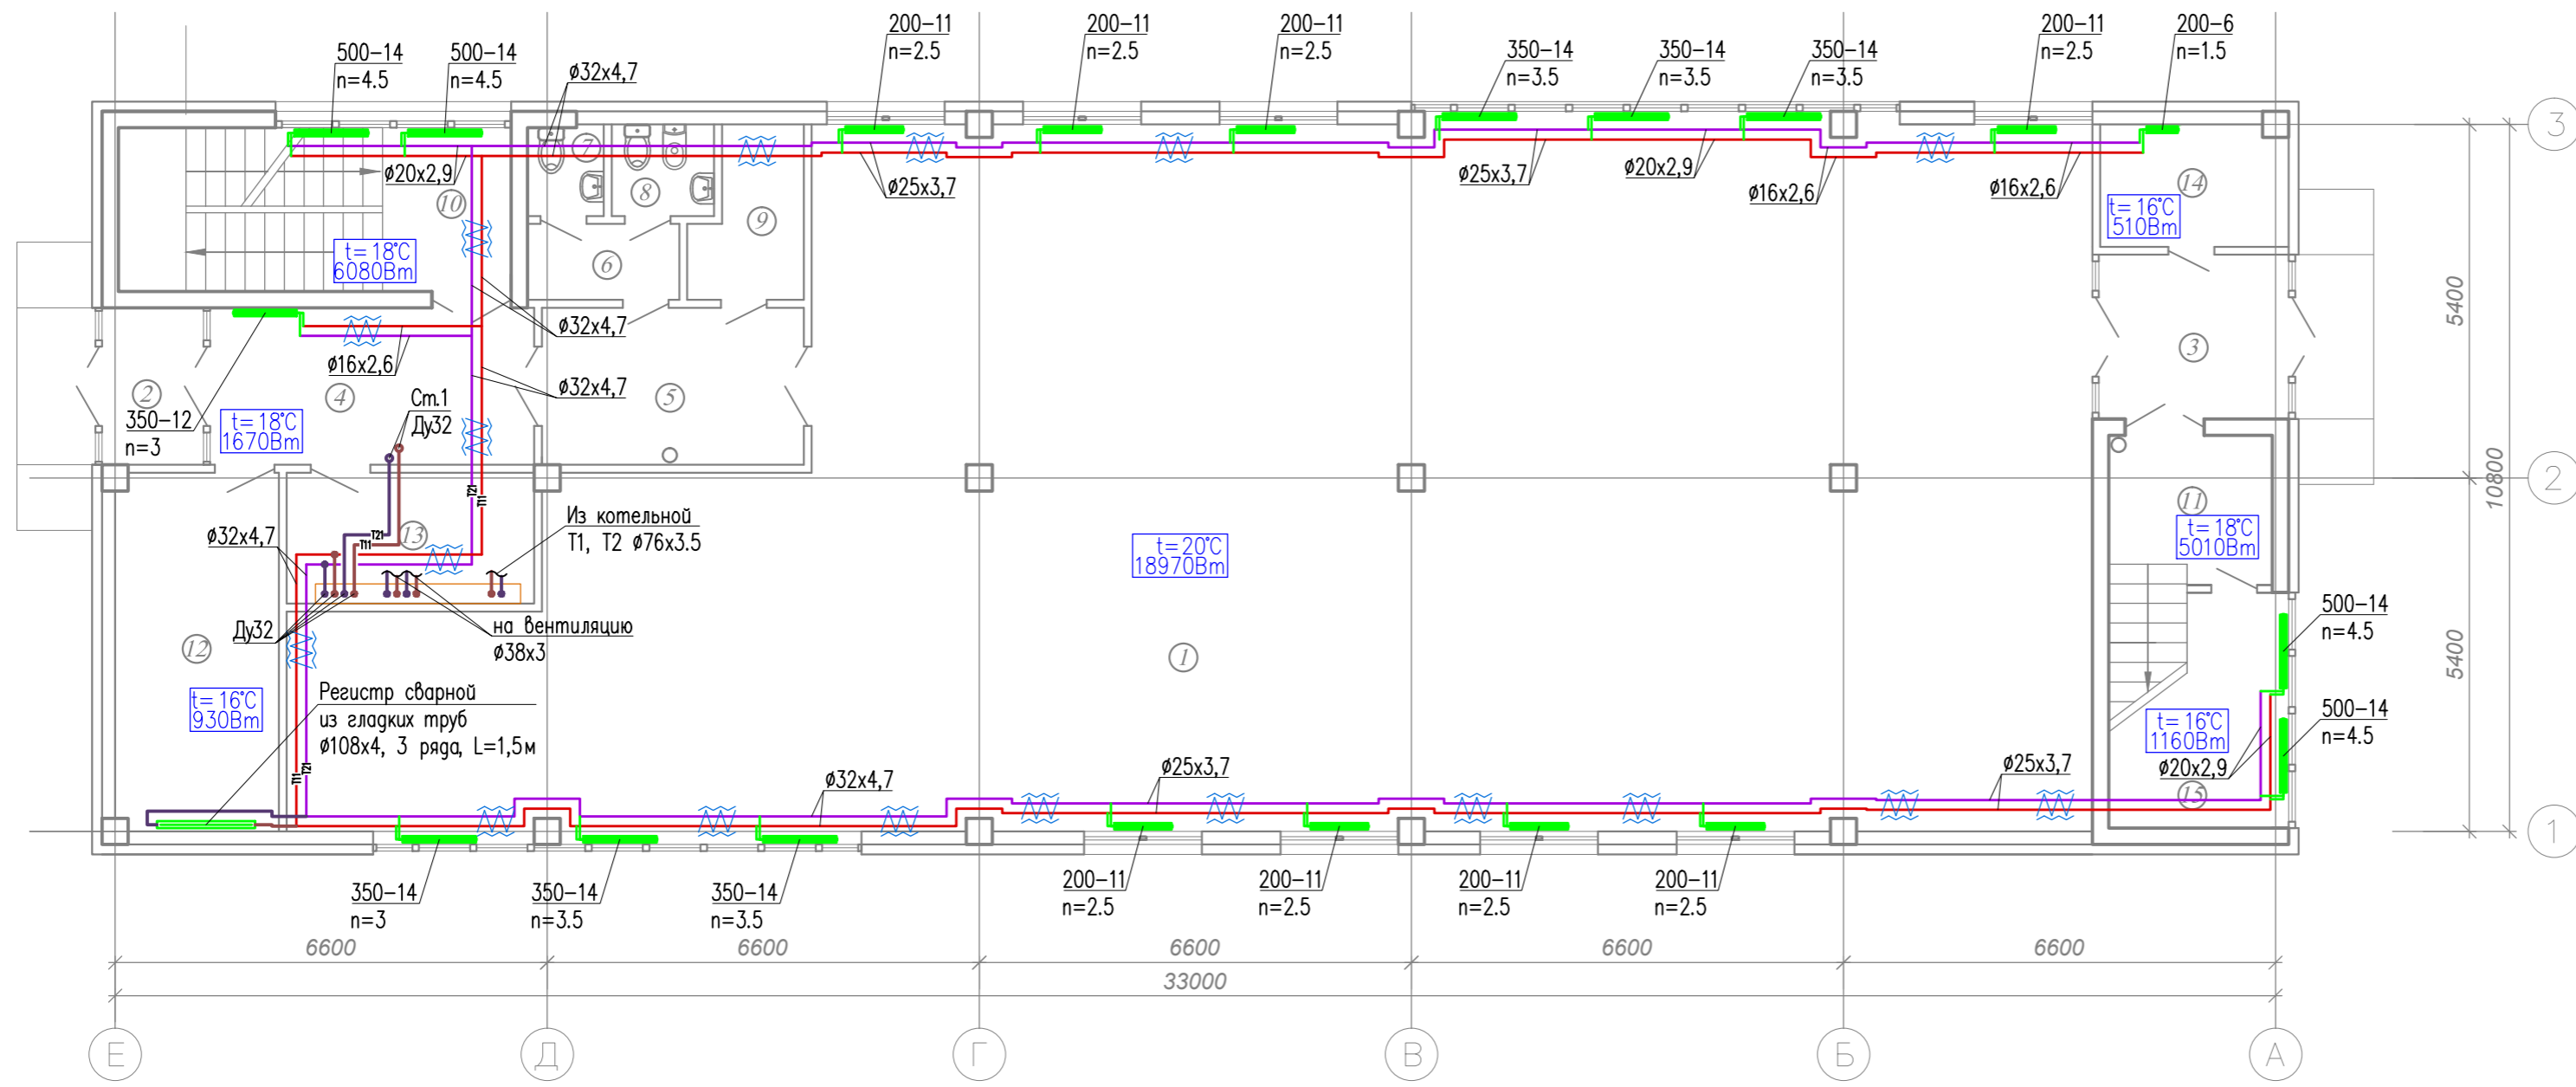 500-14
n=4.5
500-14
n=4.5
ø32x4,7
200-11
n=2.5
200-11
n=2.5
200-11
n=2.5
350-14
n=3.5
350-14
n=3.5
350-14
n=3.5
200-11
n=2.5
200-6
n=1.5
3
7
8
9
10
14
ø20x2,9
ø25x3,7
ø25x3,7
ø20x2,9
ø16x2,6
ø16x2,6
t=18°C
6080Вт
t=16°C
510Вт
6
5400
ø32x4,7
ø16x2,6
ø32x4,7
3
2
4
5
Ст.1
Ду32
350-12
n=3
t=18°C
1670Вт
2
10800
T21
T11
11
ø32x4,7
T21
T11
13
Из котельной
T1, T2 ø76x3.5
t=20°C
18970Вт
t=18°C
5010Вт
Ду32
на вентиляцию
ø38x3
12
1
500-14
n=4.5
5400
t=16°C
930Вт
Регистр сварной
из гладких труб
ø108x4, 3 ряда, L=1,5м
500-14
n=4.5
t=16°C
1160Вт
ø20x2,9
T11
T21
ø32x4,7
ø25x3,7
ø25x3,7
15
1
350-14
n=3
350-14
n=3.5
350-14
n=3.5
200-11
n=2.5
200-11
n=2.5
200-11
n=2.5
200-11
n=2.5
6600
6600
6600
6600
6600
33000
Е
Д
Г
В
Б
А